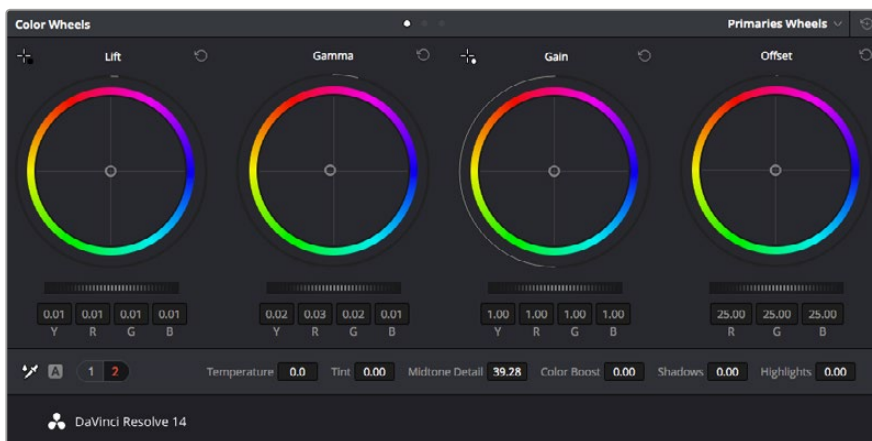 Color Wheels Primaries Wheels
Lift Gamma Gain Offset
0.01 0.01 0.01 0.01 0.02 0.03 0.02 0.01 1.00 1.00 1.00 1.00 25.00 25.00 25.00
Y R G B Y R G B Y R G B R G B
A 1 2 Temperature 0.0 Tint 0.00 Midtone Detail 39.28 Color Boost 0.00 Shadows 0.00 Highlights 0.00
DaVinci Resolve 14